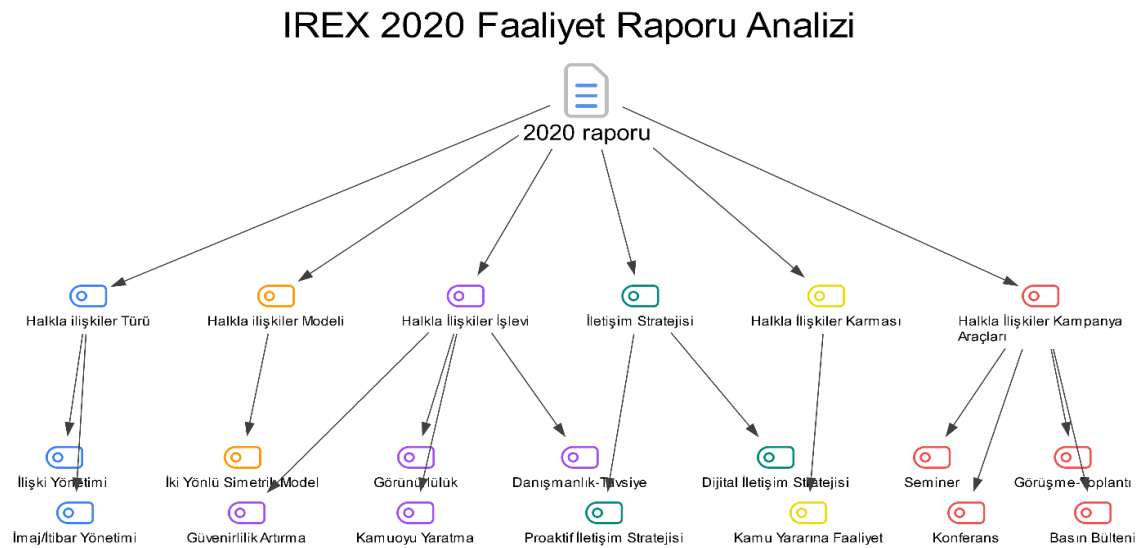 IREX 2020 Faaliyet Raporu Analizi
2020 raporu
Halkla ilişkiler Türü
Halkla ilişkiler Modeli
Halkla İlişkiler İşlevi
İletişim Stratejisi
Halkla İlişkiler Karması
Halkla İlişkiler Kampanya
Araçları
İlişki Yönetimi
İki Yönlü Simetrik Model
Görünürlülük
Danışmanlık-Tavsiye
Dijital İletişim Stratejisi
Seminer
Görüşme-Toplantı
İmaj/İtibar Yönetimi
Güvenirlilik Artırma
Kamuoyu Yaratma
Proaktif İletişim Stratejisi
Kamu Yararına Faaliyet
Konferans
Basın Bülteni